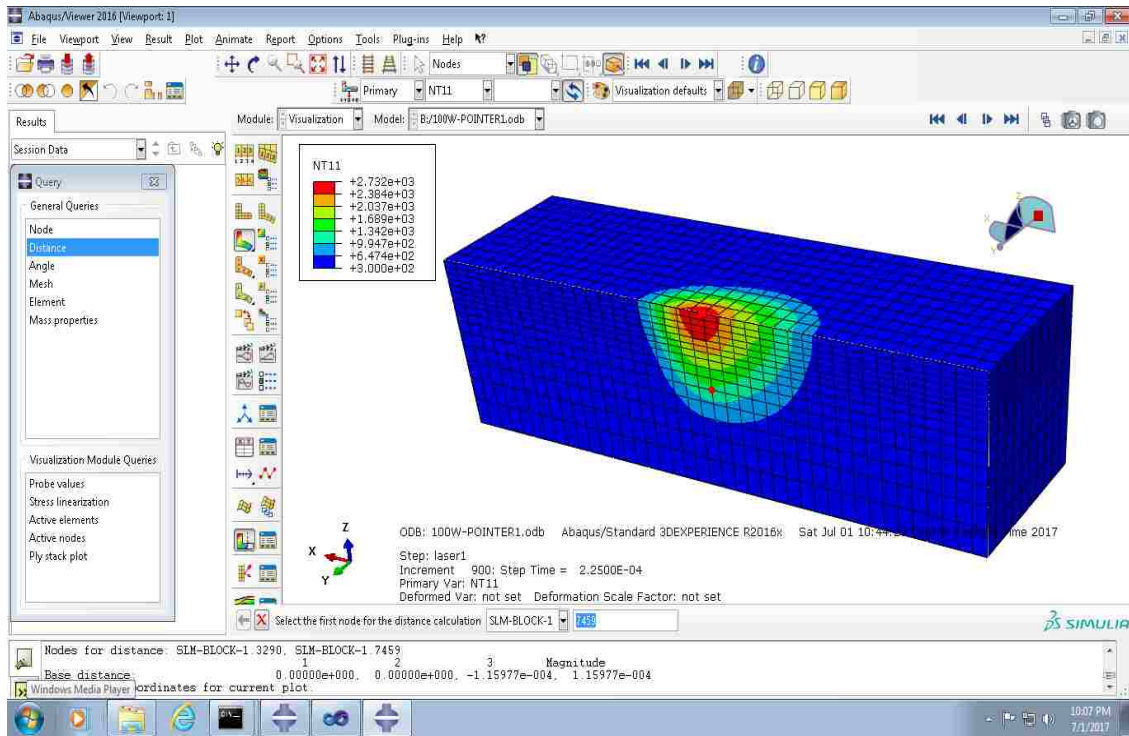 Abaqus/Viewer 2016 [Viewport: 1]
File Viewport View Result Plot Animate Report Options Tools Plug-ins Help
Nodes
Primary NT11 Visualization defaults
Results
Module: Visualization Model: B:/100W-POINTER1.odb
Session Data
Query
General Queries
Node
Distance
Angle
Mesh
Element
Mass properties
Visualization Module Queries
Probe values
Stress linearization
Active elements
Active nodes
Ply stack plot
NT11
+2.732e+03
+2.384e+03
+2.037e+03
+1.689e+03
+1.342e+03
+9.947e+02
+6.474e+02
+3.000e+02
Z
X
Y
Z
X
Y
ODB: 100W-POINTER1.odb Abaqus/Standard 3DEXPERIENCE R2016x Sat Jul 01 10:44: ime 2017
Step: laser1
Increment 900: Step Time = 2.2500E-04
Primary Var: NT11
Deformed Var: not set Deformation Scale Factor: not set
Select the first node for the distance calculation SLM-BLOCK-1 7459
SIMULIA
Nodes for distance: SLM-BLOCK-1.3290, SLM-BLOCK-1.7459
1 2 3 Magnitude
Base distance 0.00000e+000, 0.00000e+000, -1.15977e-004, 1.15977e-004
Windows Media Player ordinates for current plot.
10:07 PM
7/1/2017